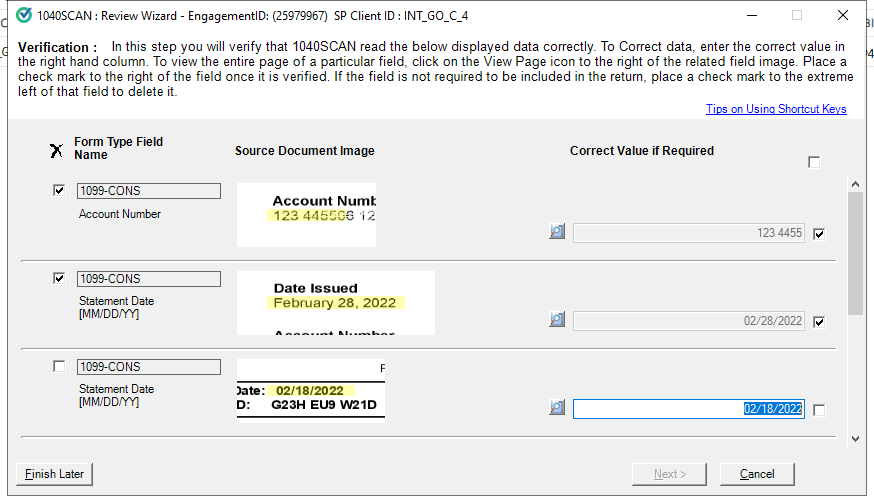 1040SCAN : Review Wizard - EngagementID: (25979967)  SP Client ID : INT_GO_C_4
Verification :   In this step you will verify that 1040SCAN read the below displayed data correctly. To Correct data, enter the correct value in
the right hand column. To view the entire page of a particular field, click on the View Page icon to the right of the related field image. Place a
check mark to the right of the field once it is verified. If the field is not required to be included in the return, place a check mark to the extreme
left of that field to delete it.
Tips on Using Shortcut Keys
X Form Type Field Name Source Document Image Correct Value if Required
1099-CONS
Account Number
Account Numb
123 445506 12
123 4455
1099-CONS
Statement Date
[MM/DD/YY]
Date Issued
February 28, 2022
Account Number
02/28/2022
1099-CONS
Statement Date
[MM/DD/YY]
F
Date: 02/18/2022
D: G23H EU9 W21D
02/18/2022
Finish Later Next > Cancel